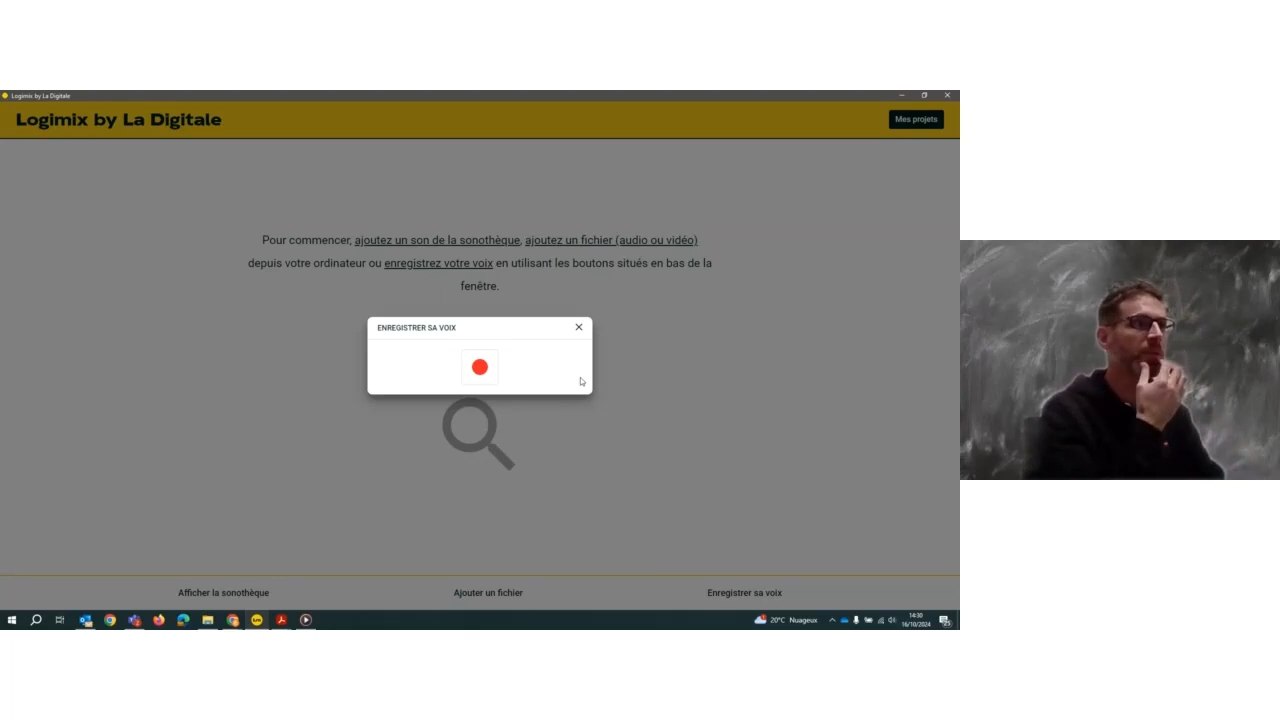 Logimix by La Digitale
Logimix by La Digitale
Mes projets
Pour commencer, ajoutez un son de la sonothèque, ajoutez un fichier (audio ou vidéo)
depuis votre ordinateur ou enregistrez votre voix en utilisant les boutons situés en bas de la
fenêtre.
ENREGISTRER SA VOIX
Afficher la sonothèque
Ajouter un fichier
Enregistrer sa voix
20°C Nuageux
14:30
16/10/2024